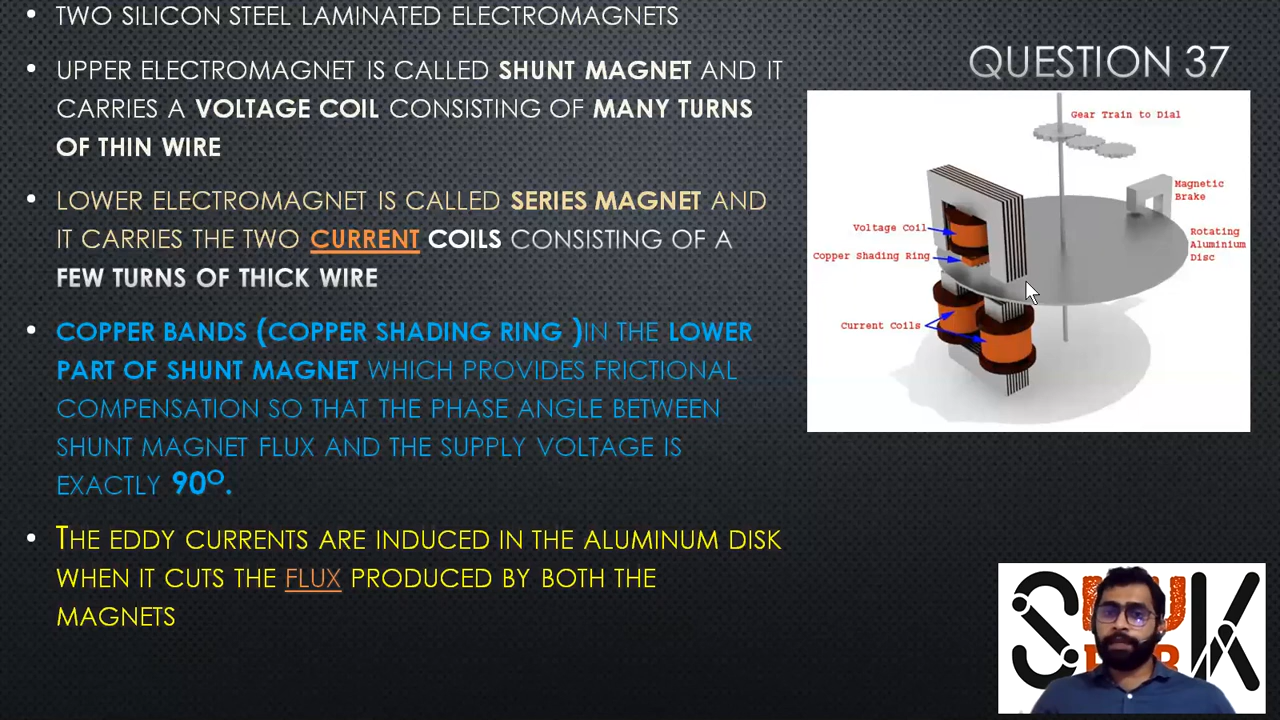 • TWO SILICON STEEL LAMINATED ELECTROMAGNETS
• UPPER ELECTROMAGNET IS CALLED SHUNT MAGNET AND IT
CARRIES A VOLTAGE COIL CONSISTING OF MANY TURNS
OF THIN WIRE
• LOWER ELECTROMAGNET IS CALLED SERIES MAGNET AND
IT CARRIES THE TWO CURRENT COILS CONSISTING OF A
FEW TURNS OF THICK WIRE
• COPPER BANDS (COPPER SHADING RING )IN THE LOWER
PART OF SHUNT MAGNET WHICH PROVIDES FRICTIONAL
COMPENSATION SO THAT THE PHASE ANGLE BETWEEN
SHUNT MAGNET FLUX AND THE SUPPLY VOLTAGE IS
EXACTLY 90O.
• THE EDDY CURRENTS ARE INDUCED IN THE ALUMINUM DISK
WHEN IT CUTS THE FLUX PRODUCED BY BOTH THE
MAGNETS
QUESTION 37
Gear Train to Dial
Magnetic
Brake
Voltage Coil
Copper Shading Ring
Rotating
Aluminium
Disc
Current Coils